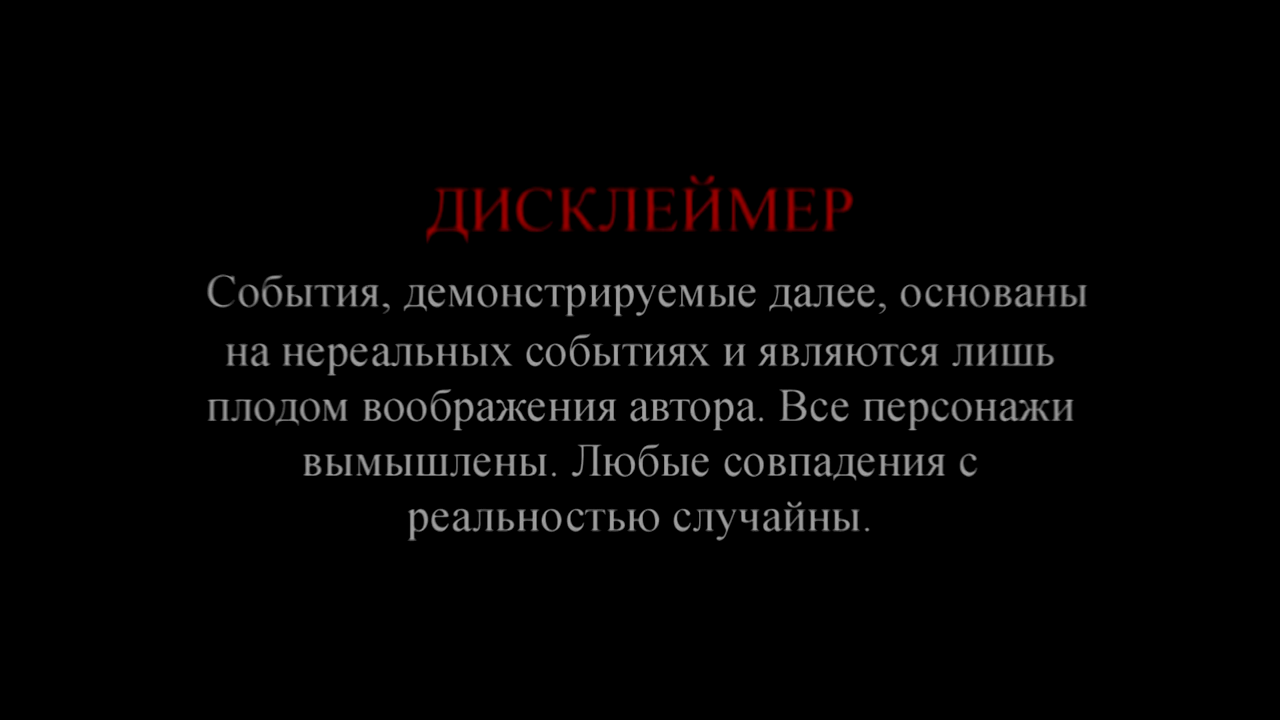 ДИСКЛЕЙМЕР
События, демонстрируемые далее, основаны
на нереальных событиях и являются лишь
плодом воображения автора. Все персонажи
вымышлены. Любые совпадения с
реальностью случайны.